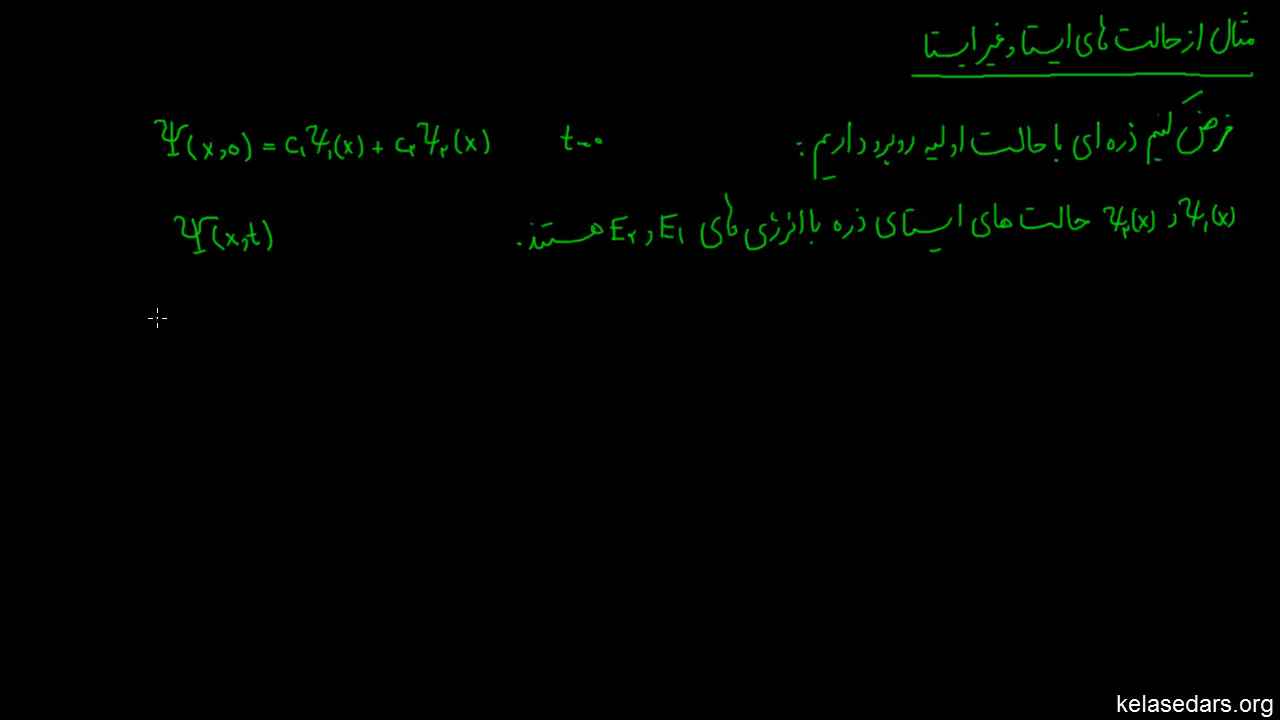 مثال از حالت های ایستا و غیر ایستا
فرض کنیم ذره ای با حالت اولیه روبرو داریم : t=0 Ψ(x,0) = c₁ψ₁(x) + c₂ψ₂(x)
ψ₁(x) و ψ₂(x) حالت های ایستای ذره با انرژی های E₁ و E₂ هستند. Ψ(x,t)
kelasedars.org